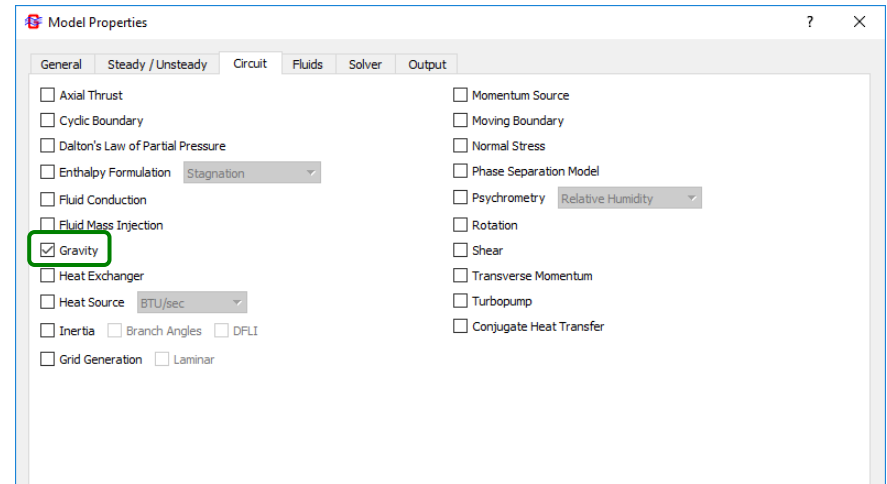 Model Properties
?
General Steady / Unsteady Circuit Fluids Solver Output
Axial Thrust
Cyclic Boundary
Dalton's Law of Partial Pressure
Enthalpy Formulation Stagnation
Fluid Conduction
Fluid Mass Injection
Gravity
Heat Exchanger
Heat Source BTU/sec
Inertia Branch Angles DFLI
Grid Generation Laminar
Momentum Source
Moving Boundary
Normal Stress
Phase Separation Model
Psychrometry Relative Humidity
Rotation
Shear
Transverse Momentum
Turbopump
Conjugate Heat Transfer